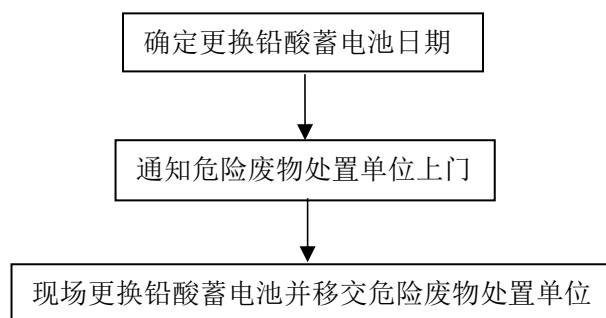 确定更换铅酸蓄电池日期
通知危险废物处置单位上门
现场更换铅酸蓄电池并移交危险废物处置单位